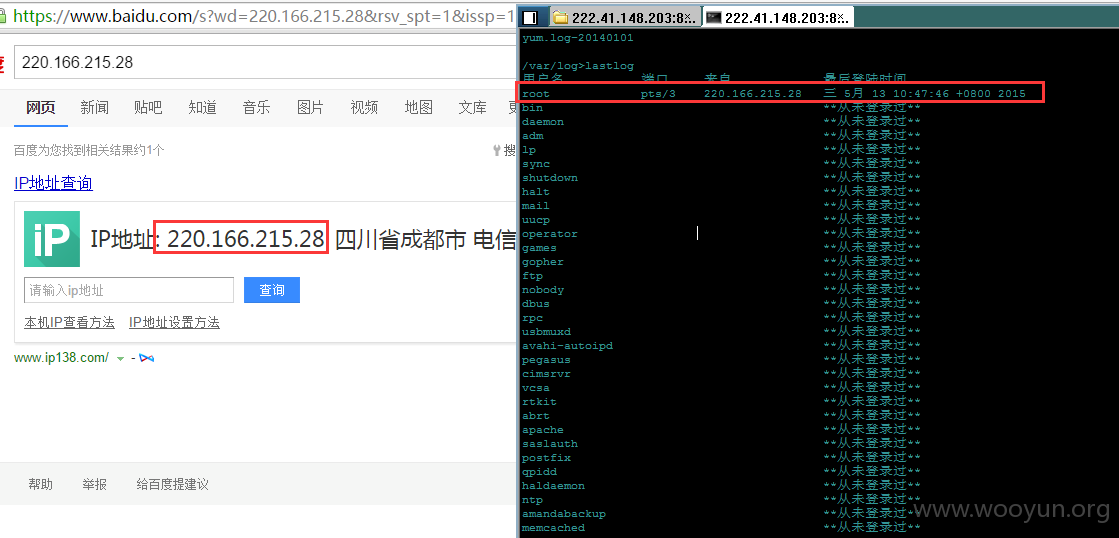 https://www.baidu.com/s?wd=220.166.215.28&rsv_spt=1&issp=1
220.166.215.28
网页 新闻 贴吧 知道 音乐 图片 视频 地图 文库
百度为您找到相关结果约1个 搜
IP地址查询
iP
IP地址: 220.166.215.28 四川省成都市 电信
请输入ip地址 查询
本机IP查看方法 IP地址设置方法
www.ip138.com/ -
帮助 举报 给百度提建议
222.41.148.203:8%.. 222.41.148.203:8%..
yum.log-20140101
/var/log>lastlog
用户名 端口 来自 最后登陆时间
root pts/3 220.166.215.28 三 5月 13 10:47:46 +0800 2015
bin **从未登录过**
daemon **从未登录过**
adm **从未登录过**
lp **从未登录过**
sync **从未登录过**
shutdown **从未登录过**
halt **从未登录过**
mail **从未登录过**
uucp **从未登录过**
operator **从未登录过**
games **从未登录过**
gopher **从未登录过**
ftp **从未登录过**
nobody **从未登录过**
dbus **从未登录过**
rpc **从未登录过**
usbmuxd **从未登录过**
avahi-autoipd **从未登录过**
pegasus **从未登录过**
cimsrvr **从未登录过**
vcsa **从未登录过**
rtkit **从未登录过**
abrt **从未登录过**
apache **从未登录过**
saslauth **从未登录过**
postfix **从未登录过**
qpidd **从未登录过**
haldaemon **从未登录过**
ntp **从未登录过**
amandabackup **从未登录过**
memcached **从未登录过**
www.wooyun.org